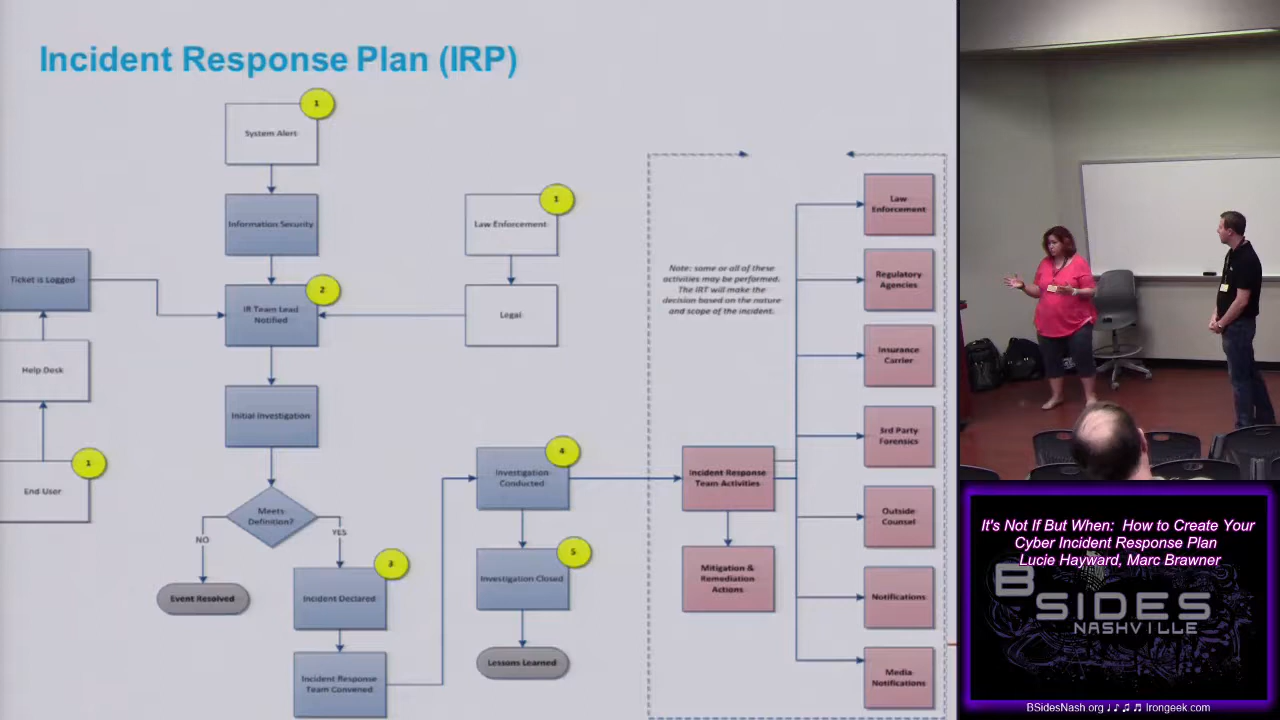 Incident Response Plan (IRP)
1
System Alert
Information Security
1
Law Enforcement
Ticket is Logged
2
IR Team Lead
Notified
Legal
Help Desk
Initial Investigation
1
End User
Meets
Definition?
NO
YES
Event Resolved
3
Incident Declared
Incident Response
Team Convened
4
Investigation
Conducted
5
Investigation Closed
Lessons Learned
Note: some or all of these
activities may be performed.
The IRT will make the
decision based on the nature
and scope of the incident.
Incident Response
Team Activities
Mitigation &
Remediation
Actions
Law
Enforcement
Regulatory
Agencies
Insurance
Carrier
3rd Party
Forensics
Outside
Counsel
Notifications
Media
Notifications
It's Not If But When: How to Create Your
Cyber Incident Response Plan
Lucie Hayward, Marc Brawner
BSIDES
NASHVILLE
BSidesNash.org ♩♪♫♬ Irongeek.com